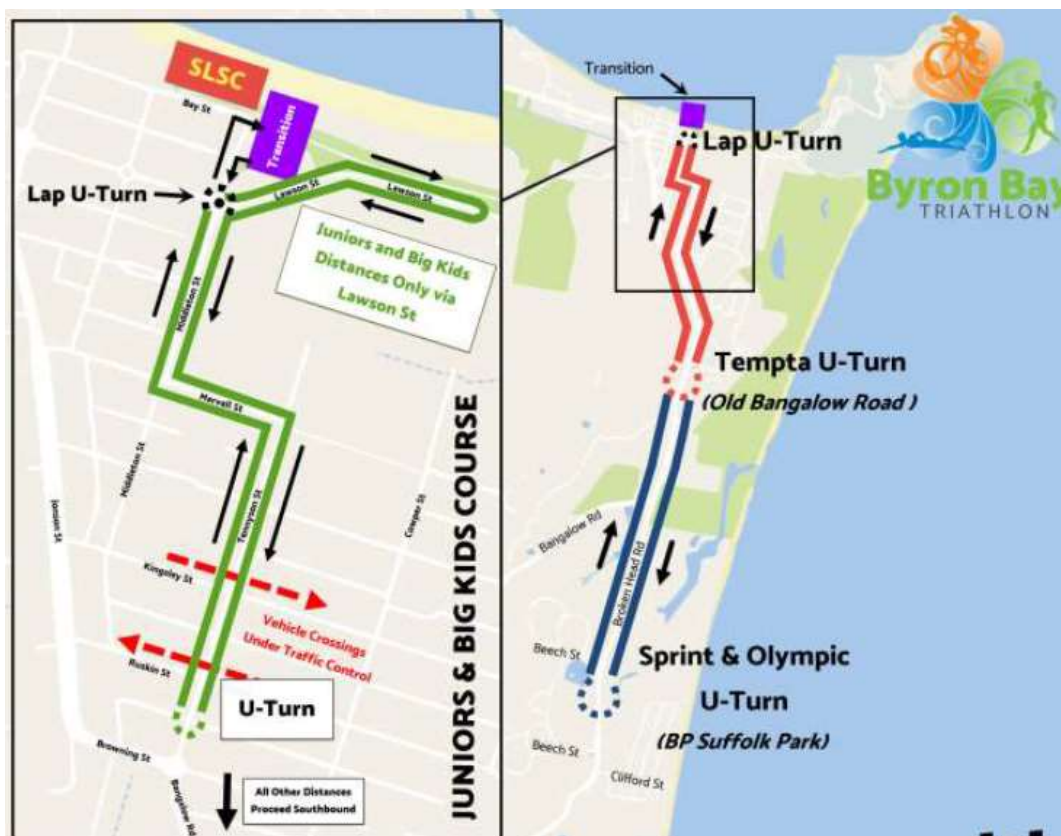 SLSC
Bay St
Transition
Lap U-Turn
Lawson St
Lawson St
Juniors and Big Kids
Distances Only via
Lawson St
Middleton St
Marvell St
Middleton St
Jonson St
Tennyson St
Cowper St
Kingsley St
Vehicle Crossings
Under Traffic Control
Ruskin St
U-Turn
Browning St
Bangalow Rd
All Other Distances
Proceed Southbound
JUNIORS & BIG KIDS COURSE
Transition
Lap U-Turn
Byron Bay
TRIATHLON
Tempta U-Turn
(Old Bangalow Road )
Bangalow Rd
Broken Head Rd
Beech St
Sprint & Olympic
U-Turn
(BP Suffolk Park)
Beech St
Clifford St